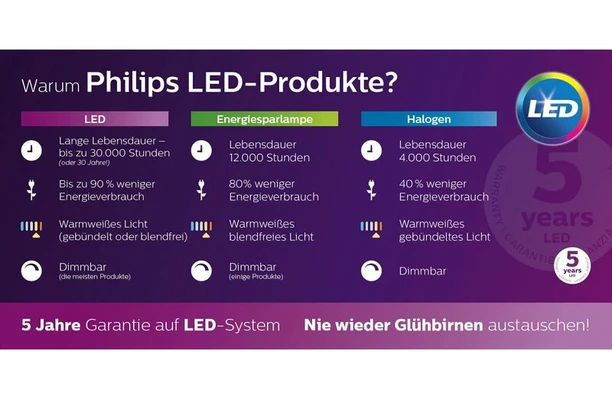 Warum Philips LED-Produkte?
LED
LED
Energiesparlampe
Halogen
Lange Lebensdauer –
bis zu 30.000 Stunden
(oder 30 Jahre!)
Lebensdauer
12.000 Stunden
Lebensdauer
4.000 Stunden
Bis zu 90 % weniger
Energieverbrauch
80% weniger
Energieverbrauch
40 % weniger
Energieverbrauch
Warmweißes Licht
(gebündelt oder blendfrei)
Warmweißes
blendfreies Licht
Warmweißes
gebündeltes Licht
Dimmbar
(die meisten Produkte)
Dimmbar
(einige Produkte)
Dimmbar
5
years
LED
WARRANTY
GARANTIE
5
years
LED
5 Jahre Garantie auf LED-System
Nie wieder Glühbirnen austauschen!